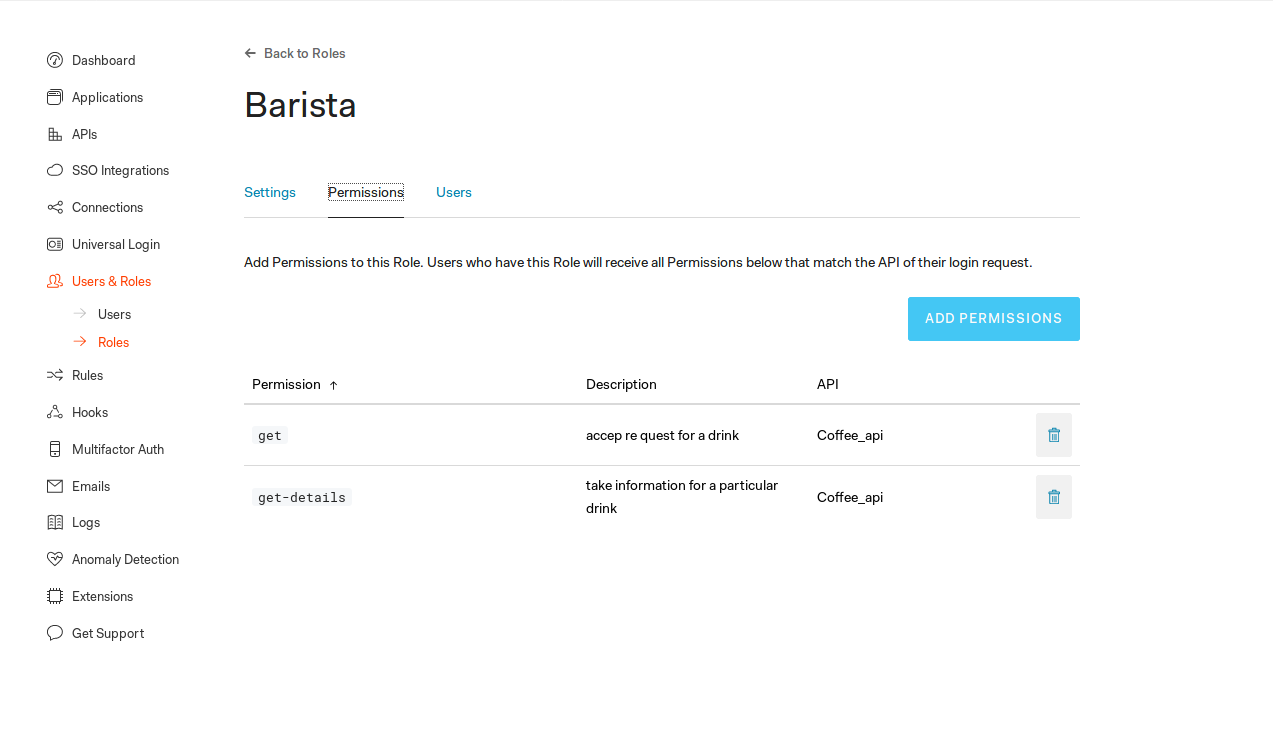 Dashboard
Applications
APIs
SSO Integrations
Connections
Universal Login
Users & Roles
Users
Roles
Rules
Hooks
Multifactor Auth
Emails
Logs
Anomaly Detection
Extensions
Get Support
Back to Roles
Barista
Settings Permissions Users
Add Permissions to this Role. Users who have this Role will receive all Permissions below that match the API of their login request.
ADD PERMISSIONS
Permission Description API
get accep re quest for a drink Coffee_api
get-details take information for a particular drink Coffee_api